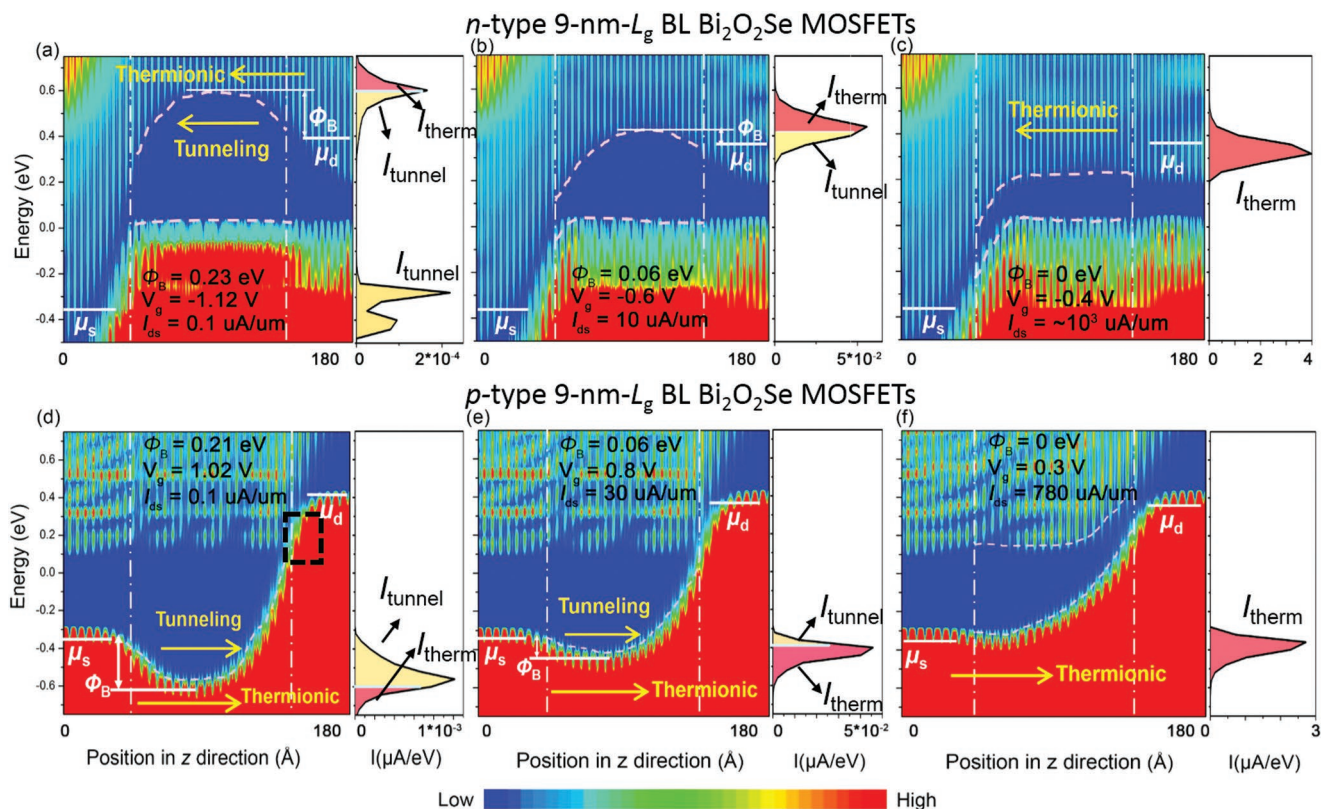 n-type 9-nm-Lg BL Bi2O2Se MOSFETs
(a)
Energy (eV)
0.6
0.4
0.2
0.0
-0.2
-0.4
Thermionic
ΦB
Tunneling
μd
Itherm
Itunnel
Itunnel
μs
ΦB = 0.23 eV
Vg = -1.12 V
Ids = 0.1 uA/um
0
180
0
2*10-4
(b)
ΦB
μd
Itherm
Itunnel
μs
ΦB = 0.06 eV
Vg = -0.6 V
Ids = 10 uA/um
0
180
0
5*10-2
(c)
Thermionic
μd
Itherm
μs
ΦB = 0 eV
Vg = -0.4 V
Ids = ~10³ uA/um
0
180
0
2
4
p-type 9-nm-Lg BL Bi2O2Se MOSFETs
(d)
Energy (eV)
0.6
0.4
0.2
0.0
-0.2
-0.4
-0.6
ΦB = 0.21 eV
Vg = 1.02 V
Ids = 0.1 uA/um
μd
Tunneling
Itunnel
Itherm
μs
ΦB
Thermionic
0
180
0
1*10-3
Position in z direction (Å)
I(μA/eV)
(e)
ΦB = 0.06 eV
Vg = 0.8 V
Ids = 30 uA/um
μd
Tunneling
Itunnel
μs
ΦB
Thermionic
Itherm
0
180
0
5*10-2
Position in z direction (Å)
I(μA/eV)
(f)
ΦB = 0 eV
Vg = 0.3 V
Ids = 780 uA/um
μd
Itherm
μs
Thermionic
0
180
0
3
Position in z direction (Å)
I(μA/eV)
Low
High